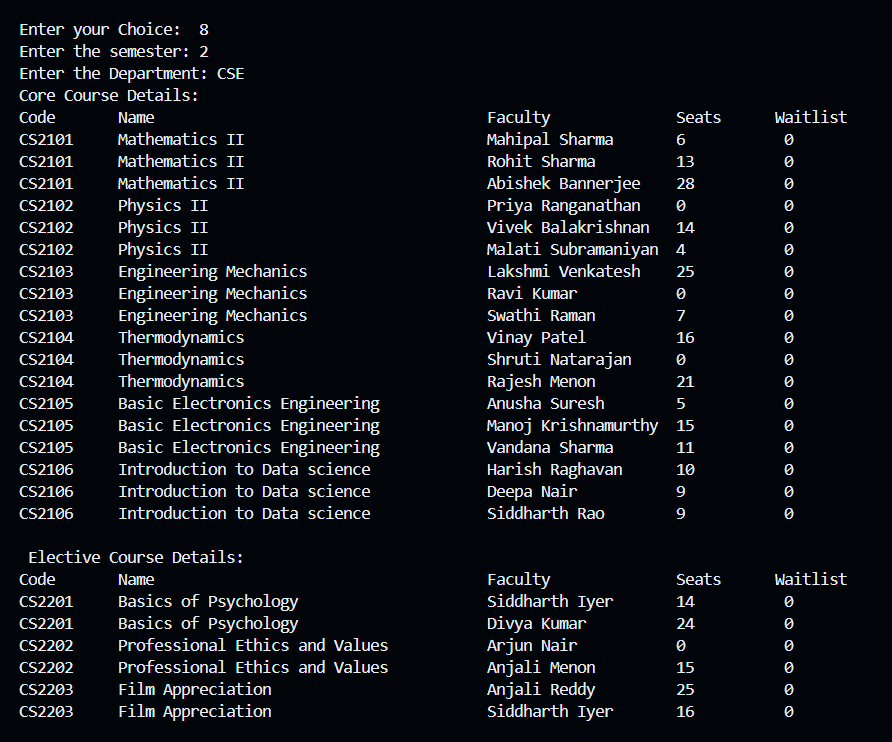 Enter your Choice:  8
Enter the semester: 2
Enter the Department: CSE
Core Course Details:
Code       Name                                     Faculty              Seats      Waitlist
CS2101     Mathematics II                           Mahipal Sharma       6           0
CS2101     Mathematics II                           Rohit Sharma         13          0
CS2101     Mathematics II                           Abishek Bannerjee    28          0
CS2102     Physics II                               Priya Ranganathan    0           0
CS2102     Physics II                               Vivek Balakrishnan   14          0
CS2102     Physics II                               Malati Subramaniyan  4           0
CS2103     Engineering Mechanics                    Lakshmi Venkatesh    25          0
CS2103     Engineering Mechanics                    Ravi Kumar           0           0
CS2103     Engineering Mechanics                    Swathi Raman         7           0
CS2104     Thermodynamics                           Vinay Patel          16          0
CS2104     Thermodynamics                           Shruti Natarajan     0           0
CS2104     Thermodynamics                           Rajesh Menon         21          0
CS2105     Basic Electronics Engineering            Anusha Suresh        5           0
CS2105     Basic Electronics Engineering            Manoj Krishnamurthy  15          0
CS2105     Basic Electronics Engineering            Vandana Sharma       11          0
CS2106     Introduction to Data science             Harish Raghavan      10          0
CS2106     Introduction to Data science             Deepa Nair           9           0
CS2106     Introduction to Data science             Siddharth Rao        9           0
 Elective Course Details:
Code       Name                                     Faculty              Seats      Waitlist
CS2201     Basics of Psychology                     Siddharth Iyer       14          0
CS2201     Basics of Psychology                     Divya Kumar          24          0
CS2202     Professional Ethics and Values           Arjun Nair           0           0
CS2202     Professional Ethics and Values           Anjali Menon         15          0
CS2203     Film Appreciation                        Anjali Reddy         25          0
CS2203     Film Appreciation                        Siddharth Iyer       16          0